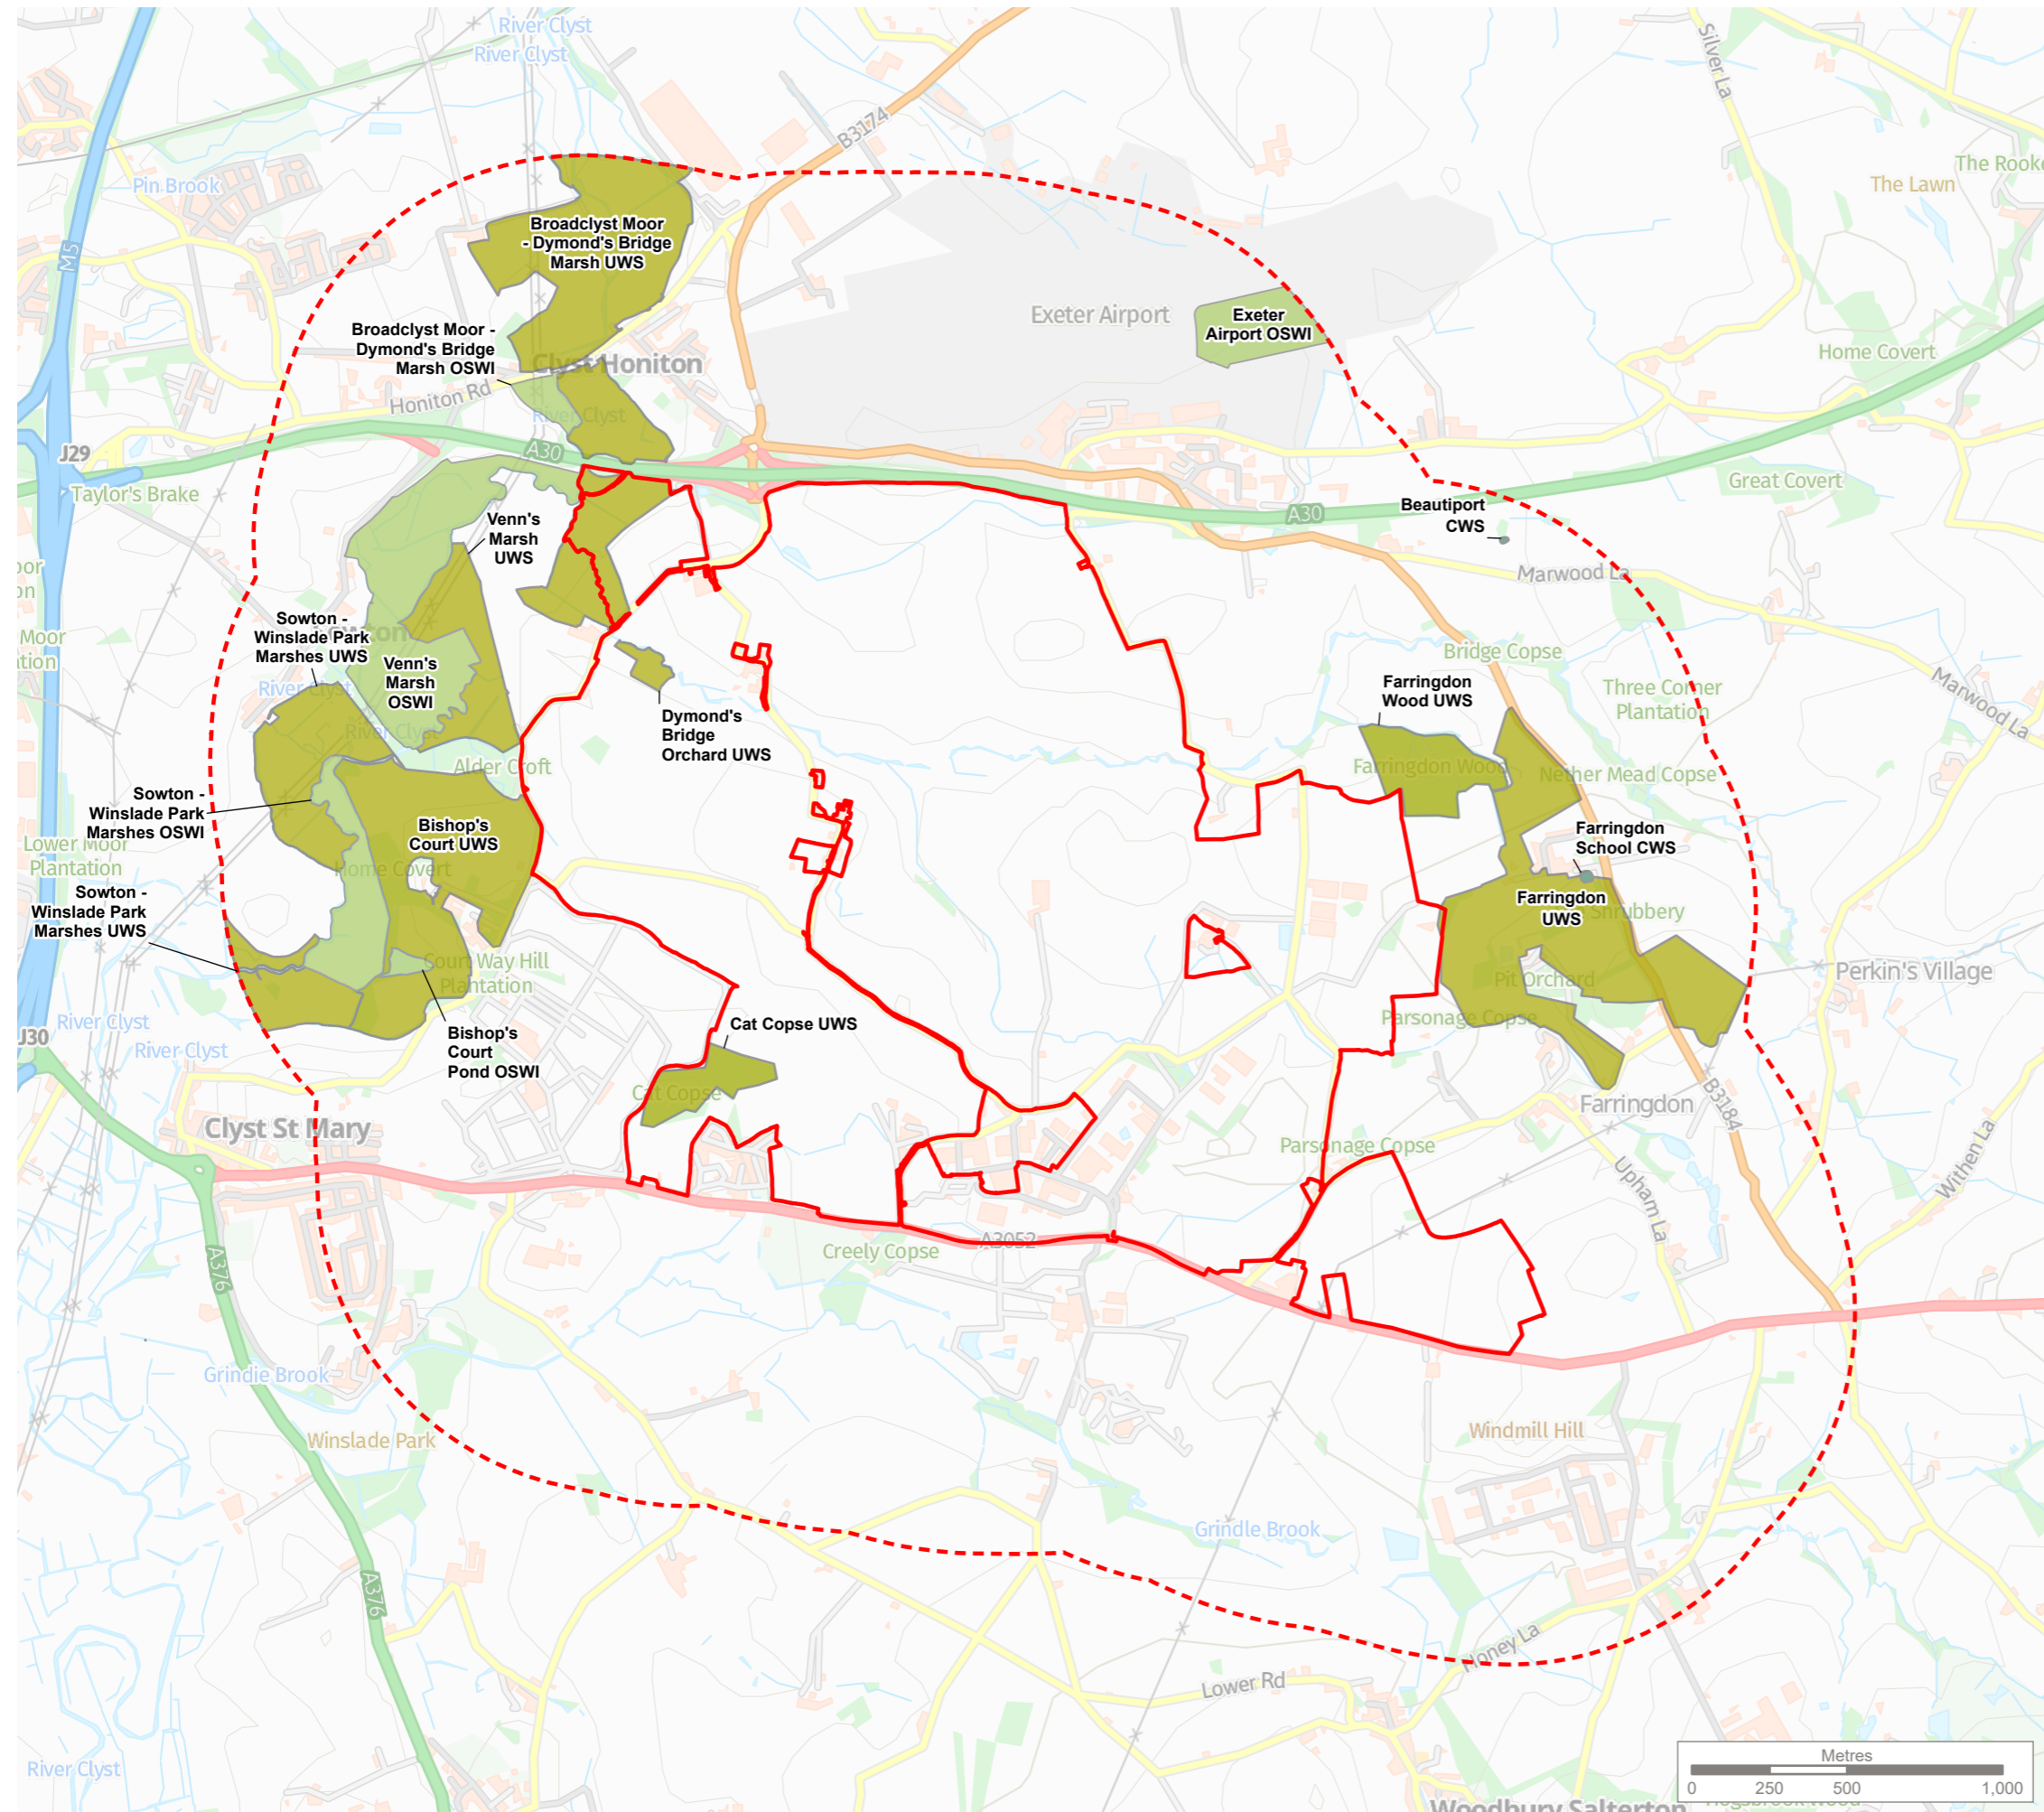 River Clyst
River Clyst
Silver La
B3174
The Lawn
Pin Brook
M5
Broadclyst Moor
- Dymond's Bridge
Marsh UWS
Exeter Airport
Exeter
Airport OSWI
Broadclyst Moor -
Dymond's Bridge
Marsh OSWI
Clyst Honiton
Home Covert
Honiton Rd
River Clyst
J29
A30
Taylor's Brake
Great Covert
Beautiport
CWS
A30
Venn's
Marsh
UWS
Marwood La
Sowton -
Winslade Park
Marshes UWS
Moor
Bridge Copse
Venn's
Marsh
OSWI
River Clyst
Farringdon
Wood UWS
Three Corner
Plantation
Marwood La
Dymond's
Bridge
Orchard UWS
River Clyst
Alder Croft
Farringdon Wood
Nether Mead Copse
Sowton -
Winslade Park
Marshes OSWI
Bishop's
Court UWS
Farringdon
School CWS
Lower Moor
Plantation
Home Covert
Sowton -
Winslade Park
Marshes UWS
Farringdon
UWS
Shrubbery
Court Way Hill
Plantation
Pit Orchard
Perkin's Village
River Clyst
J30
River Clyst
Bishop's
Court
Pond OSWI
Cat Copse UWS
Parsonage Copse
Cat Copse
Farringdon
B3184
Clyst St Mary
Parsonage Copse
Withen La
Upham La
A3052
Creely Copse
A376
Grindle Brook
Winslade Park
Windmill Hill
Grindle Brook
A376
Honey La
Lower Rd
River Clyst
Metres
0 250 500 1,000
Woodbury Salterton